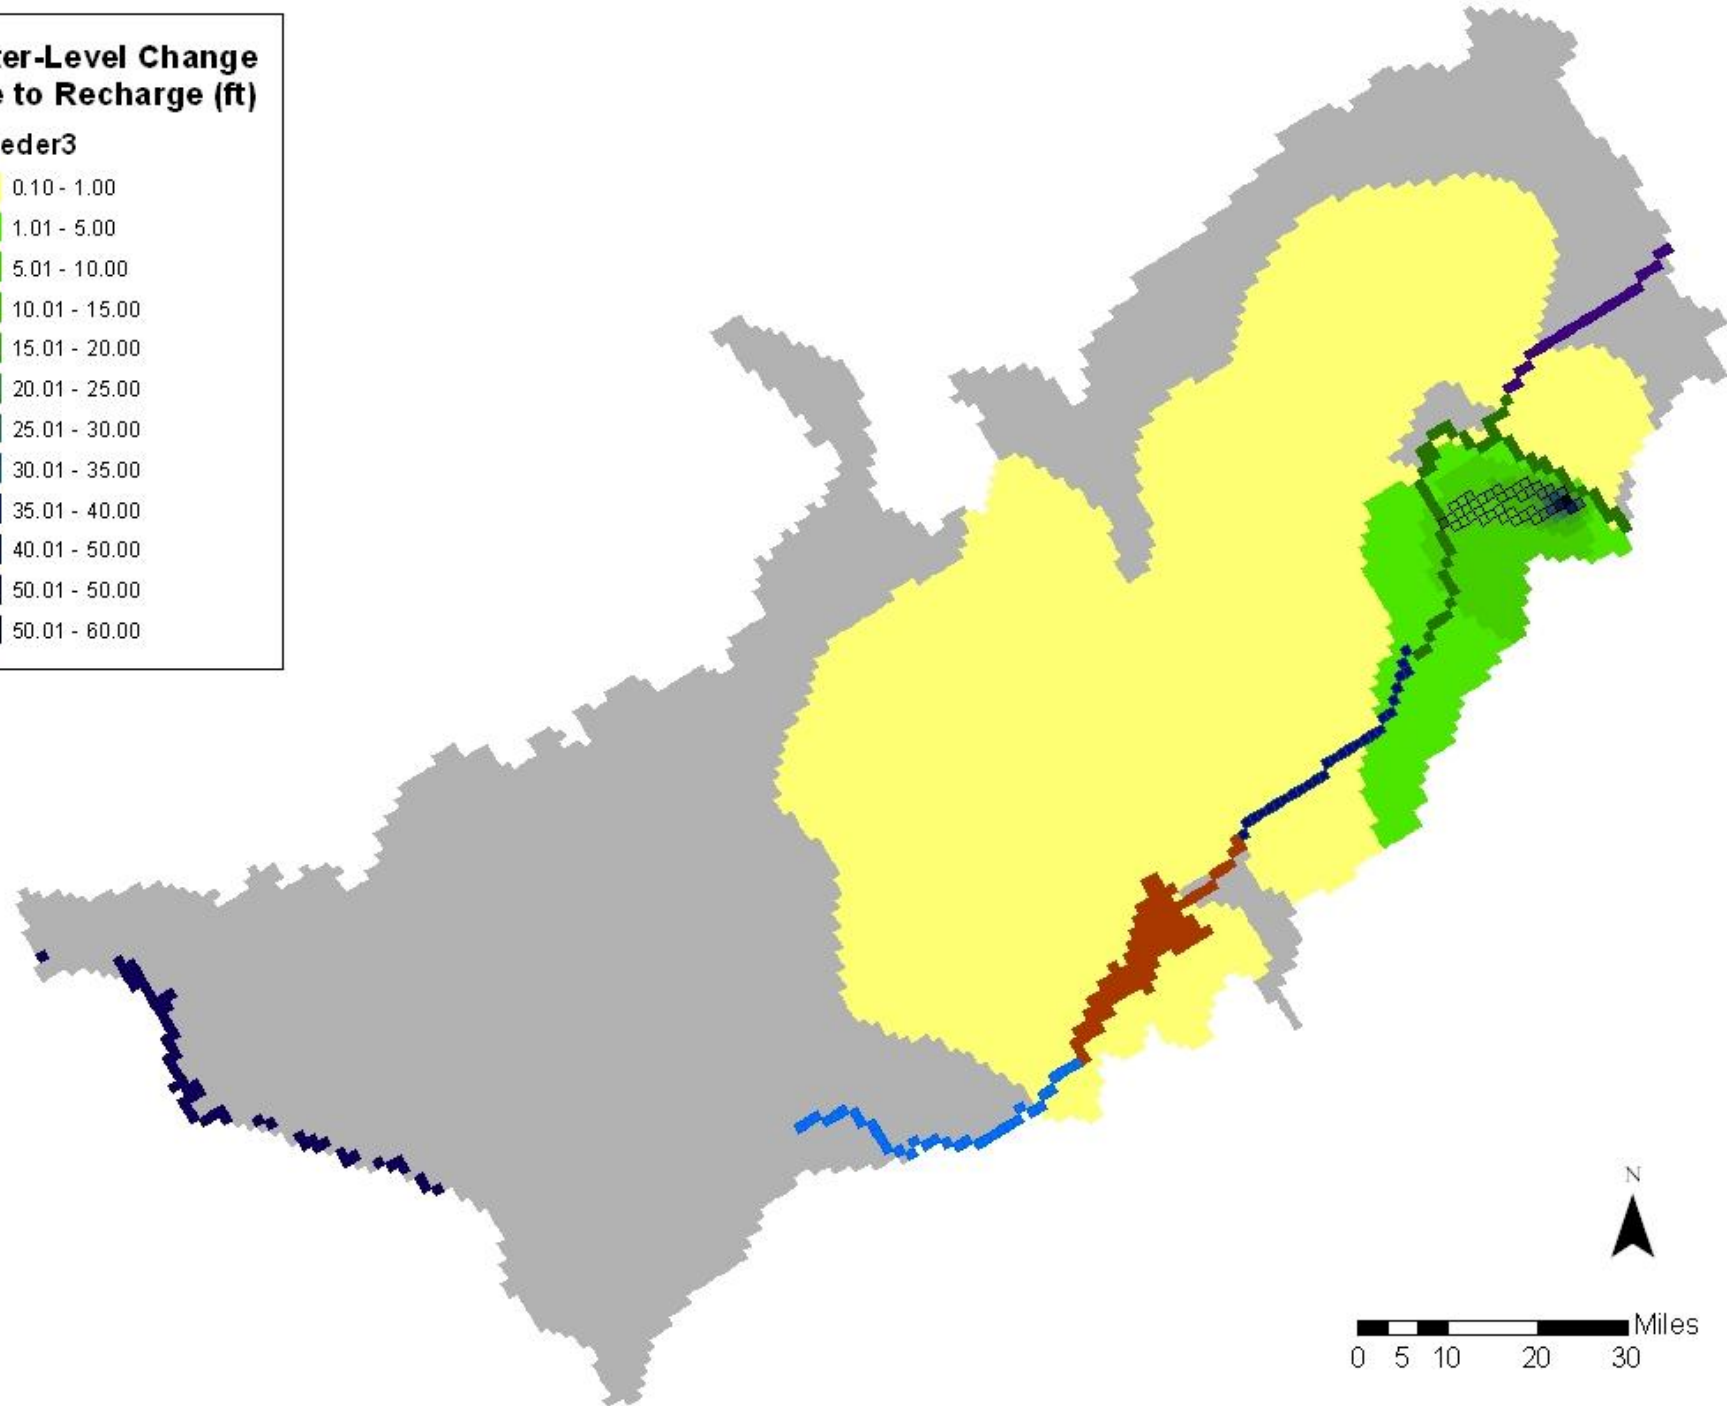 ter-Level Change
e to Recharge (ft)
eder3
0.10 - 1.00
1.01 - 5.00
5.01 - 10.00
10.01 - 15.00
15.01 - 20.00
20.01 - 25.00
25.01 - 30.00
30.01 - 35.00
35.01 - 40.00
40.01 - 50.00
50.01 - 50.00
50.01 - 60.00
N
Miles
0 5 10 20 30